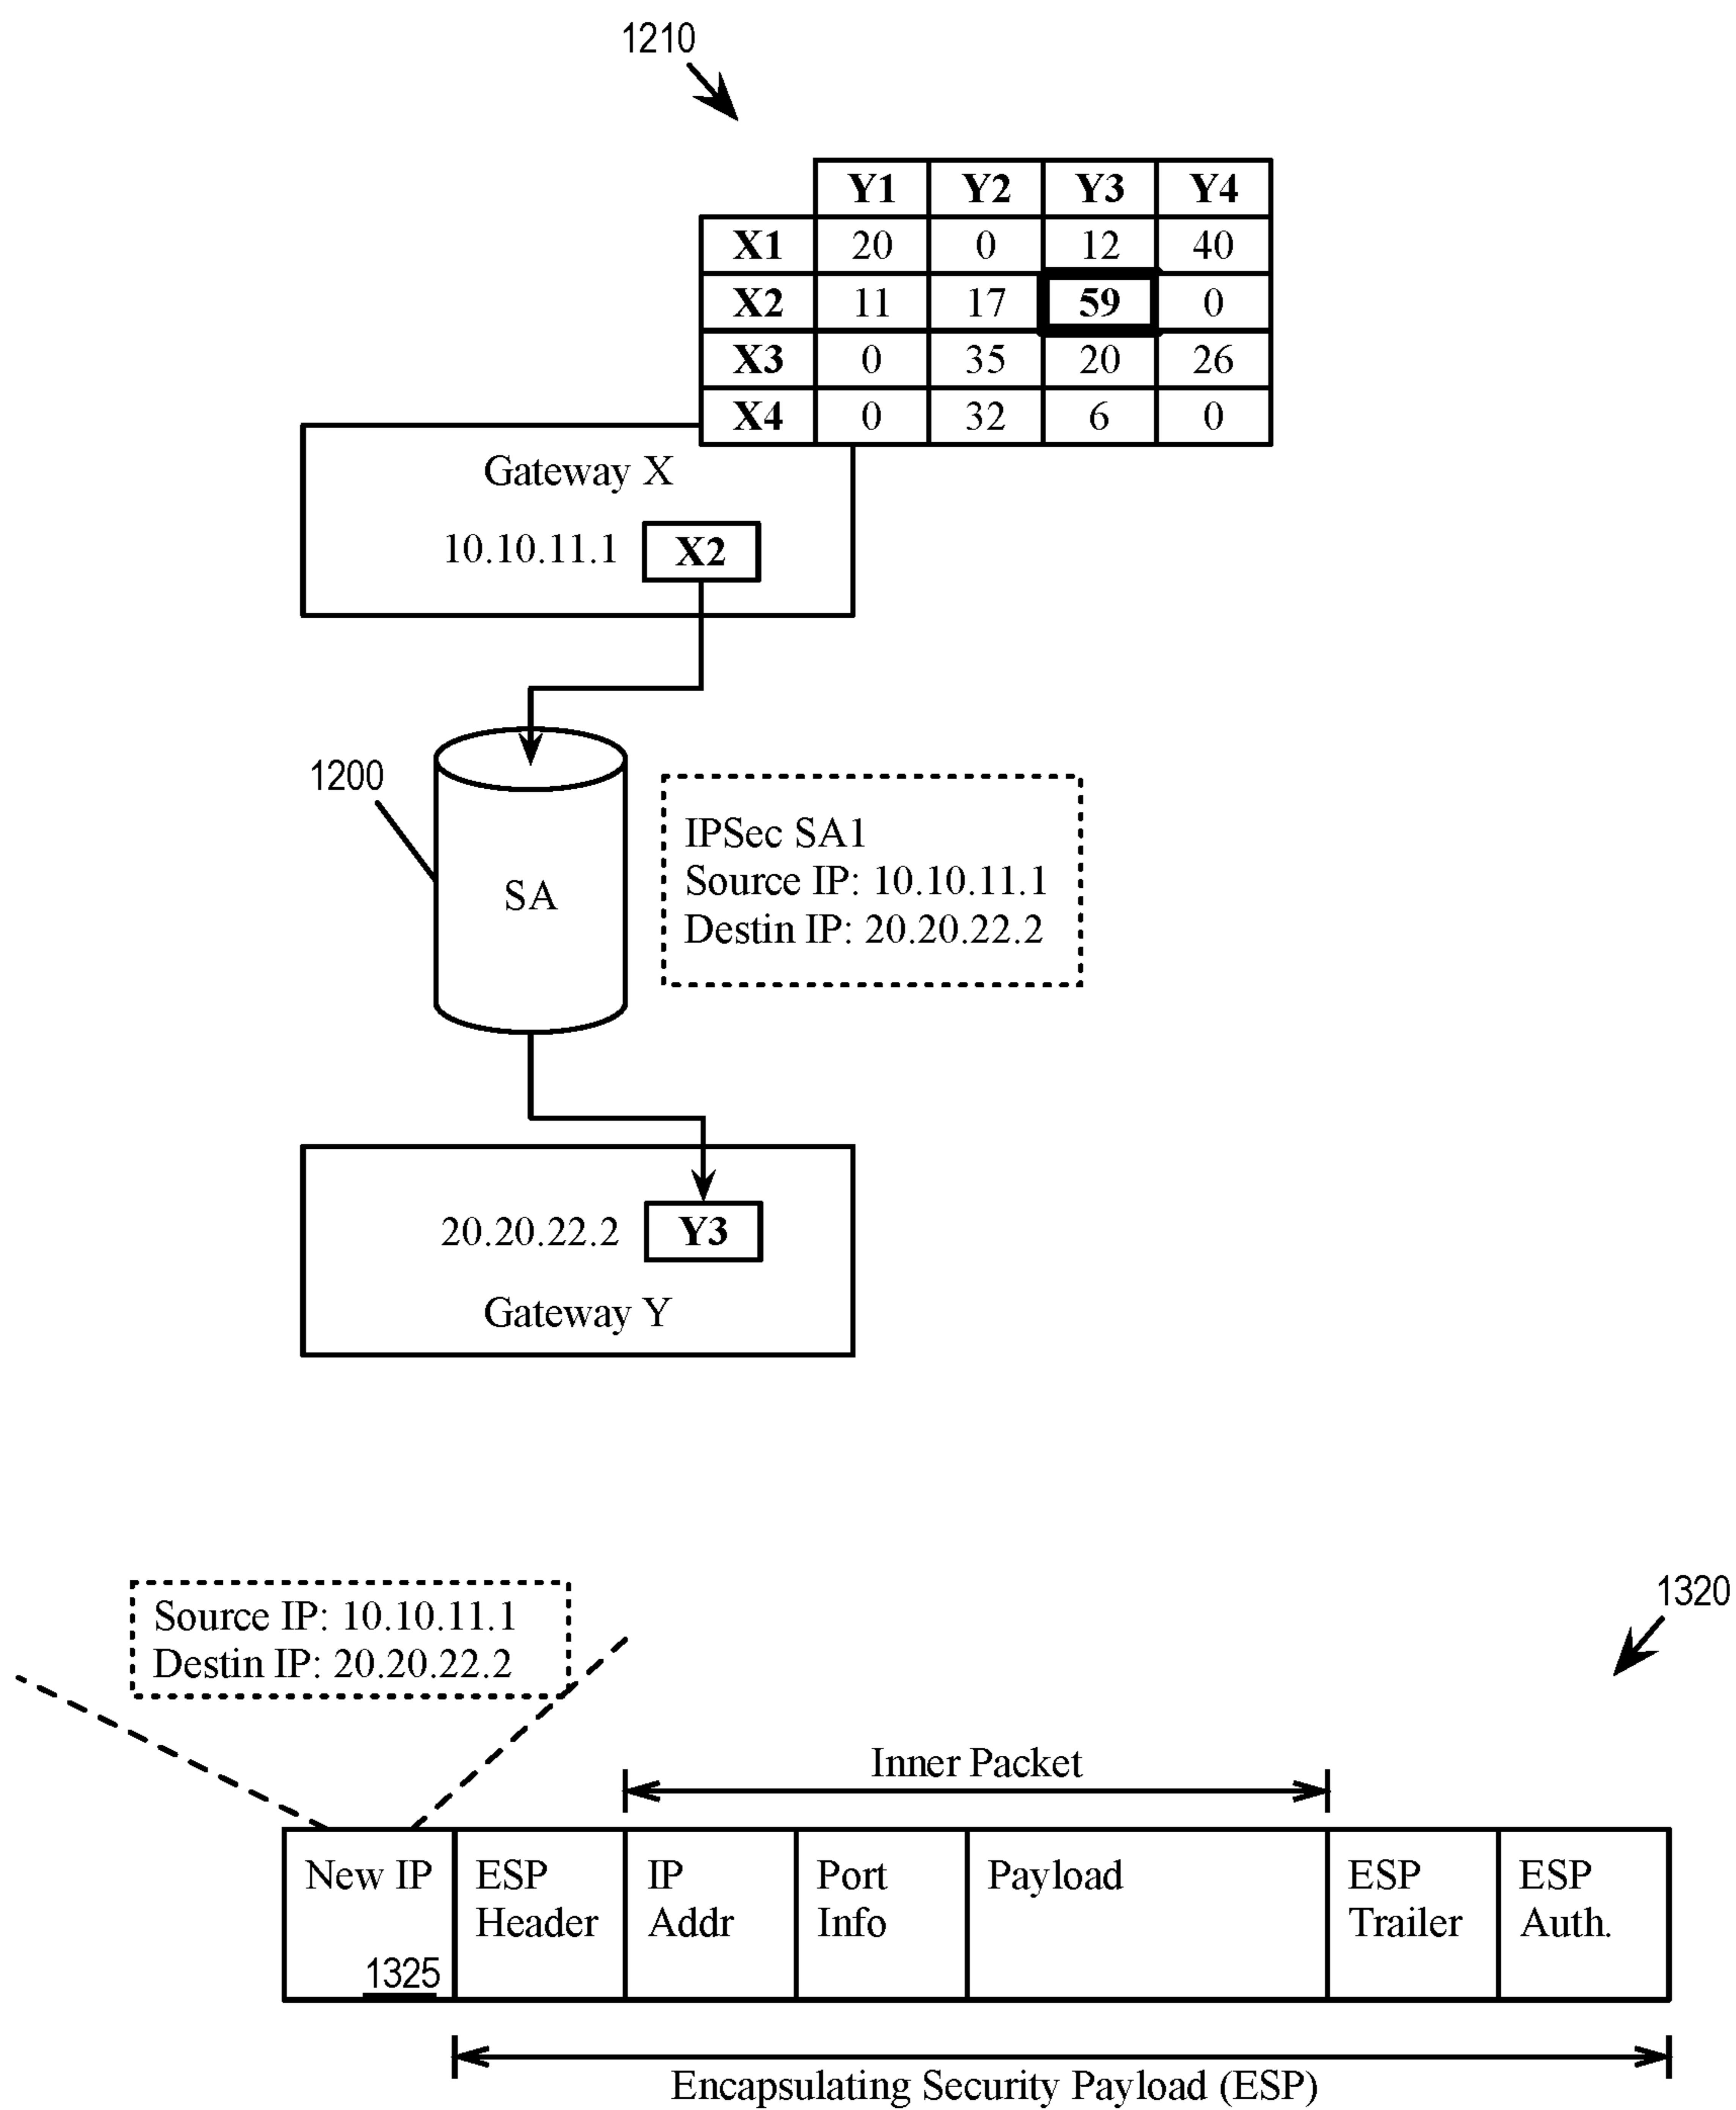 1210
Y1 Y2 Y3 Y4
X1 20 0 12 40
X2 11 17 59 0
X3 0 35 20 26
X4 0 32 6 0
Gateway X
10.10.11.1 X2
1200
SA
IPSec SA1
Source IP: 10.10.11.1
Destin IP: 20.20.22.2
20.20.22.2 Y3
Gateway Y
1320
Source IP: 10.10.11.1
Destin IP: 20.20.22.2
Inner Packet
New IP
1325
ESP
Header
IP
Addr
Port
Info
Payload
ESP
Trailer
ESP
Auth.
Encapsulating Security Payload (ESP)